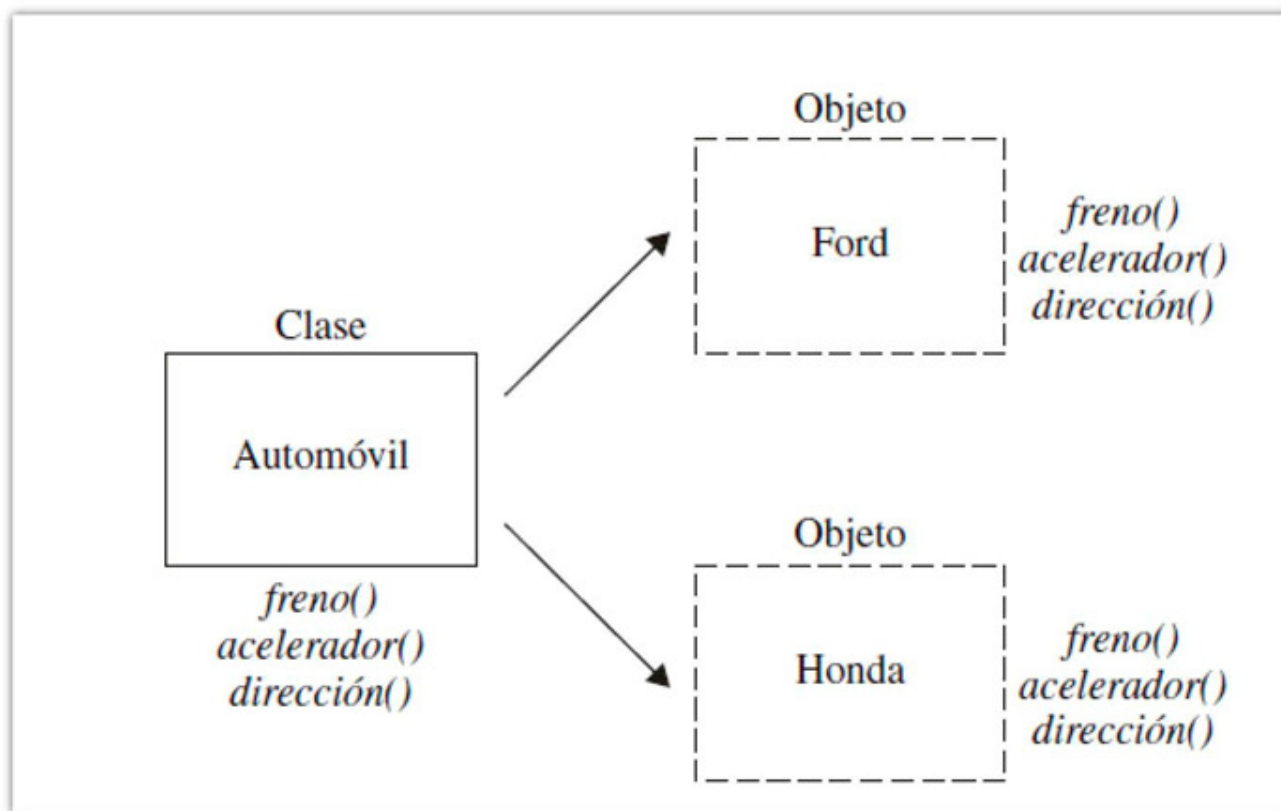 Clase
Automóvil
freno()
acelerador()
dirección()
Objeto
Ford
freno()
acelerador()
dirección()
Objeto
Honda
freno()
acelerador()
dirección()